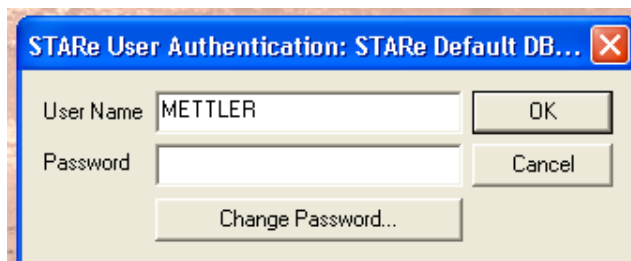 STARe User Authentication: STARe Default DB...
User Name METTLER OK
Password Cancel
Change Password...